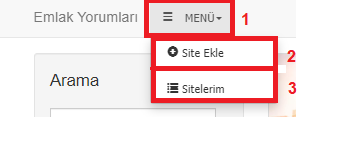 Emlak Yorumları MENÜ 1
Site Ekle 2
Sitelerim 3
Arama